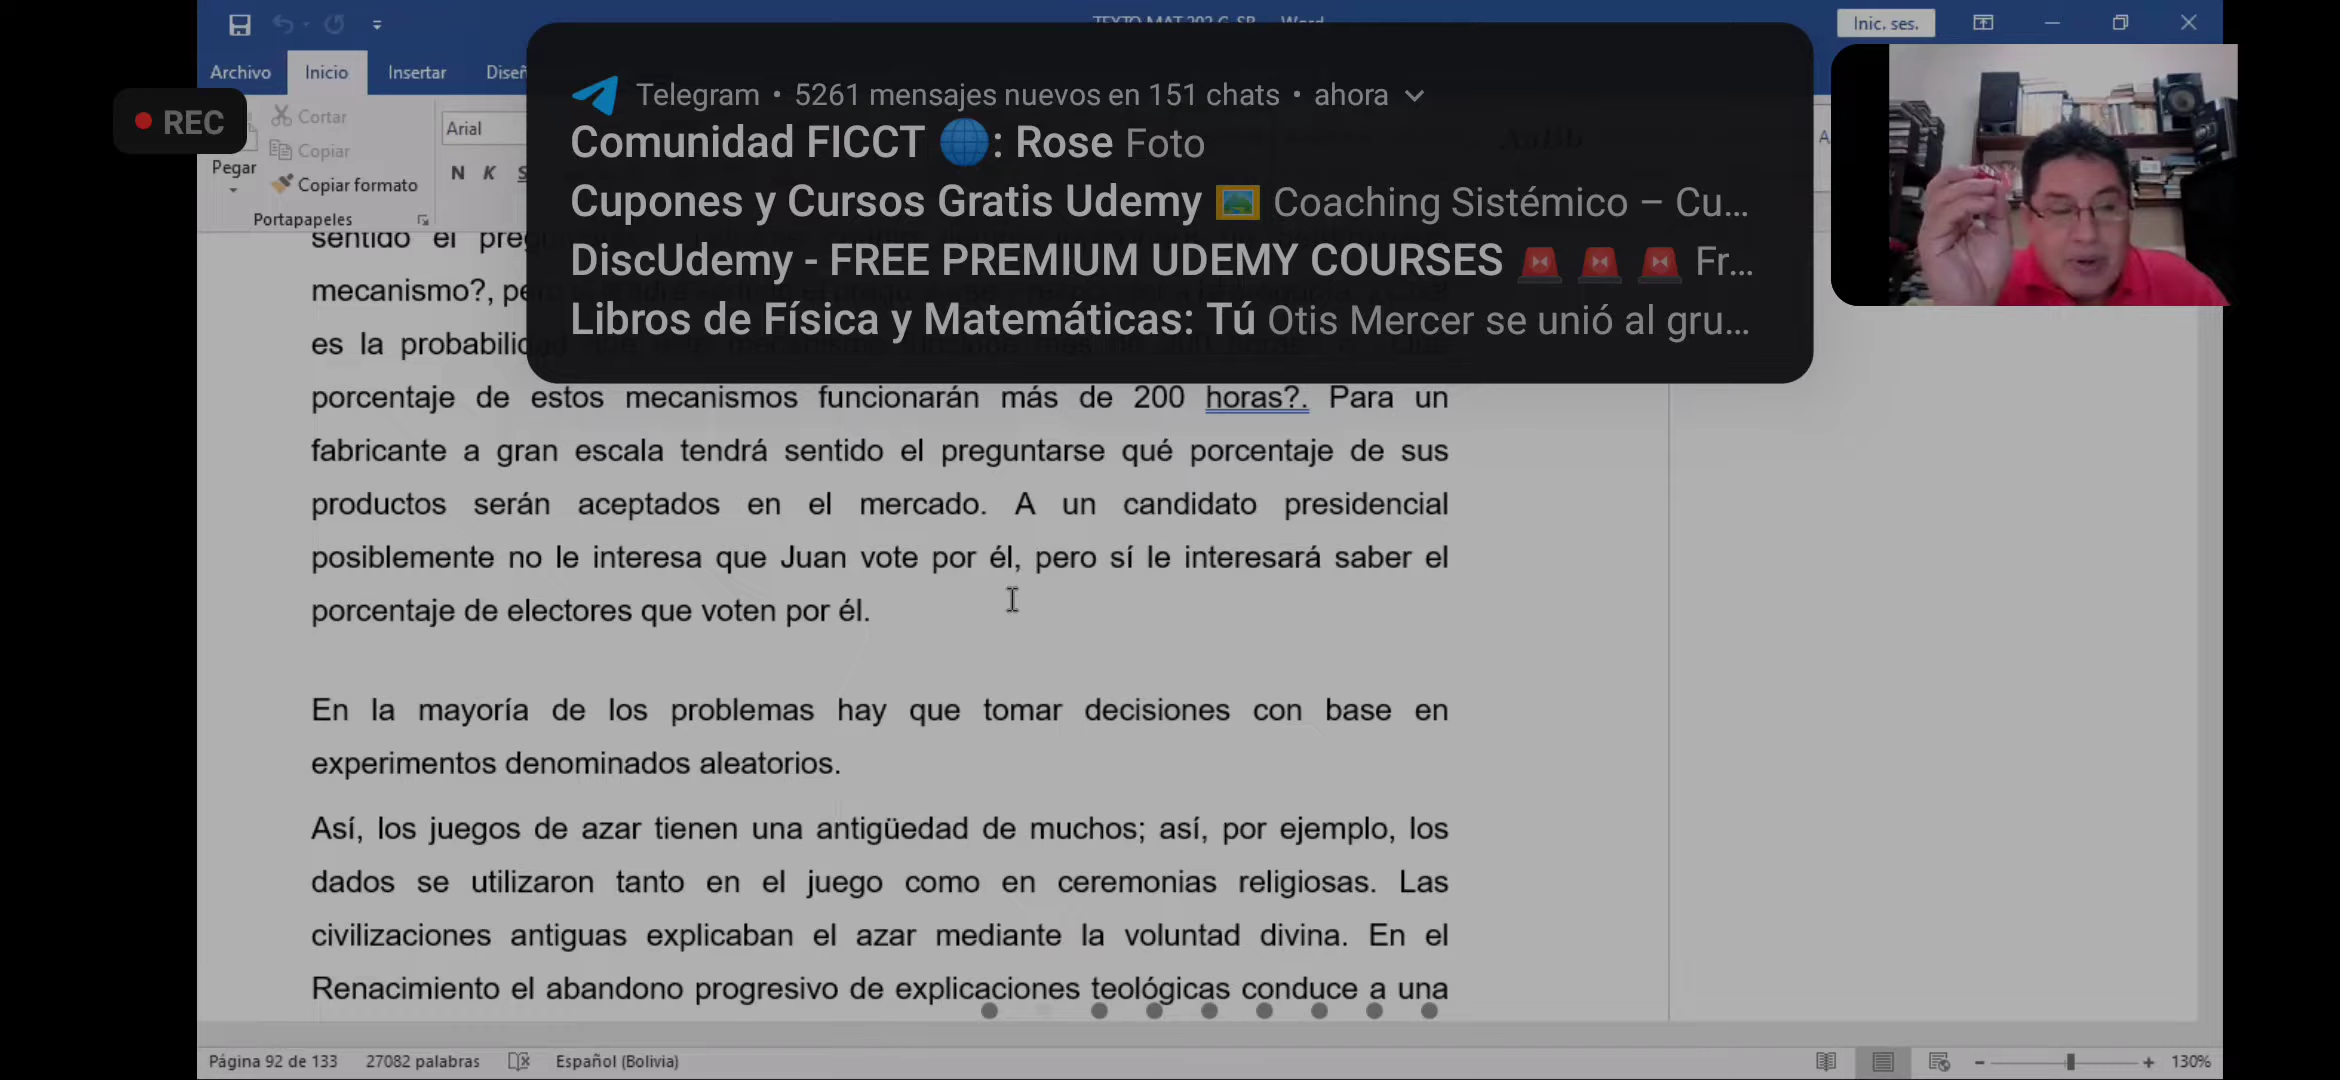 TEXTO MAT 202 G-SB - Word
Inic. ses.
Archivo
Inicio
Insertar
REC
Cortar
Copiar
Copiar formato
Pegar
Portapapeles
Arial
N K S
Telegram • 5261 mensajes nuevos en 151 chats • ahora
Comunidad FICCT 🌐: Rose Foto
Cupones y Cursos Gratis Udemy 🖼 Coaching Sistémico – Cu...
DiscUdemy - FREE PREMIUM UDEMY COURSES 🚨 🚨 🚨 Fr...
Libros de Física y Matemáticas: Tú Otis Mercer se unió al gru...
sentido el
mecanismo?,
es la probabilidad
porcentaje de estos mecanismos funcionarán más de 200 horas?. Para un
fabricante a gran escala tendrá sentido el preguntarse qué porcentaje de sus
productos serán aceptados en el mercado. A un candidato presidencial
posiblemente no le interesa que Juan vote por él, pero sí le interesará saber el
porcentaje de electores que voten por él.
En la mayoría de los problemas hay que tomar decisiones con base en
experimentos denominados aleatorios.
Así, los juegos de azar tienen una antigüedad de muchos; así, por ejemplo, los
dados se utilizaron tanto en el juego como en ceremonias religiosas. Las
civilizaciones antiguas explicaban el azar mediante la voluntad divina. En el
Renacimiento el abandono progresivo de explicaciones teológicas conduce a una
Página 92 de 133 27082 palabras Español (Bolivia)
130%